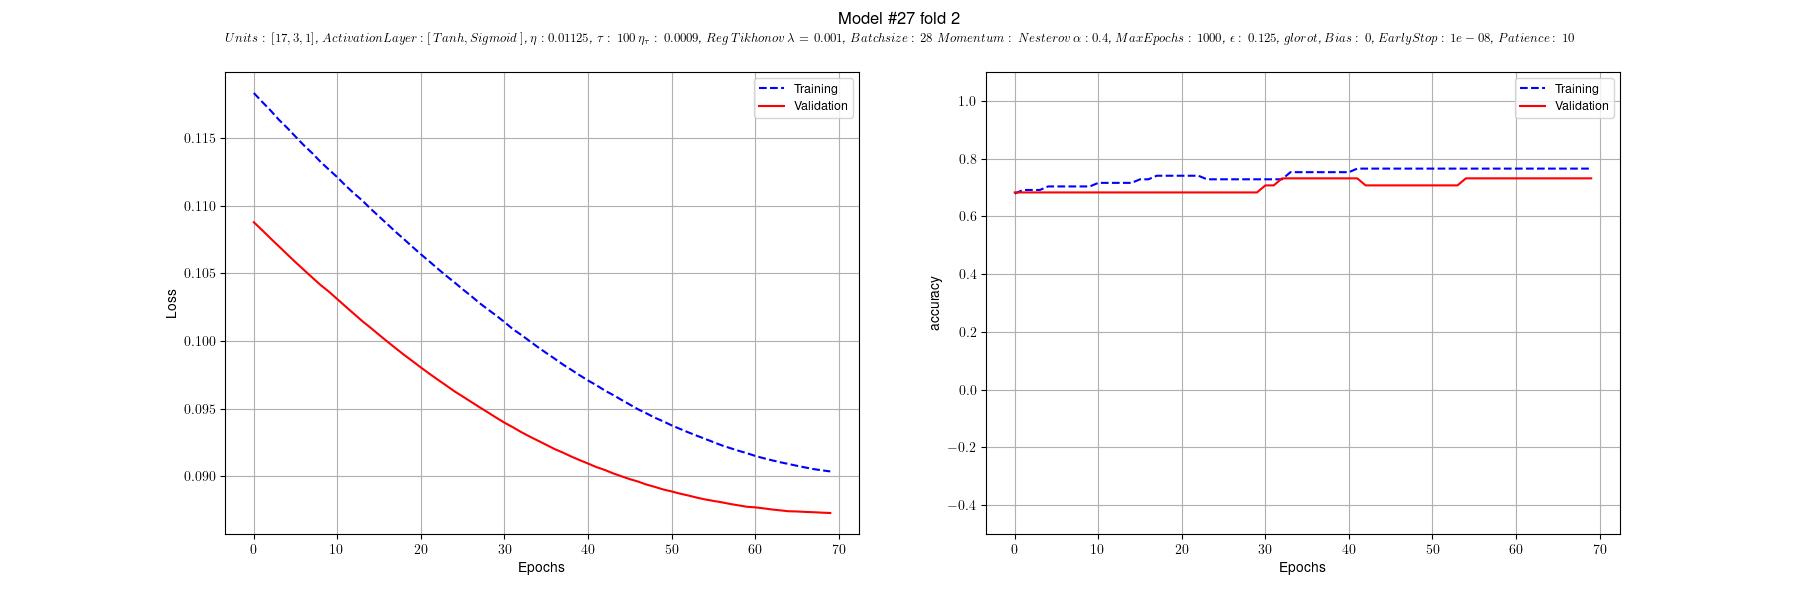 Model #27 fold 2
Units : [17, 3, 1], ActivationLayer : [ Tanh, Sigmoid ], η : 0.01125, τ : 100 ητ : 0.0009, Reg Tikhonov λ = 0.001, Batchsize : 28 Momentum : Nesterov α : 0.4, MaxEpochs : 1000, ϵ : 0.125, glorot, Bias : 0, EarlyStop : 1e − 08, Patience : 10
Training
Validation
0.115
0.110
0.105
0.100
0.095
0.090
Loss
0 10 20 30 40 50 60 70
Epochs
Training
Validation
1.0
0.8
0.6
0.4
0.2
0.0
−0.2
−0.4
accuracy
0 10 20 30 40 50 60 70
Epochs